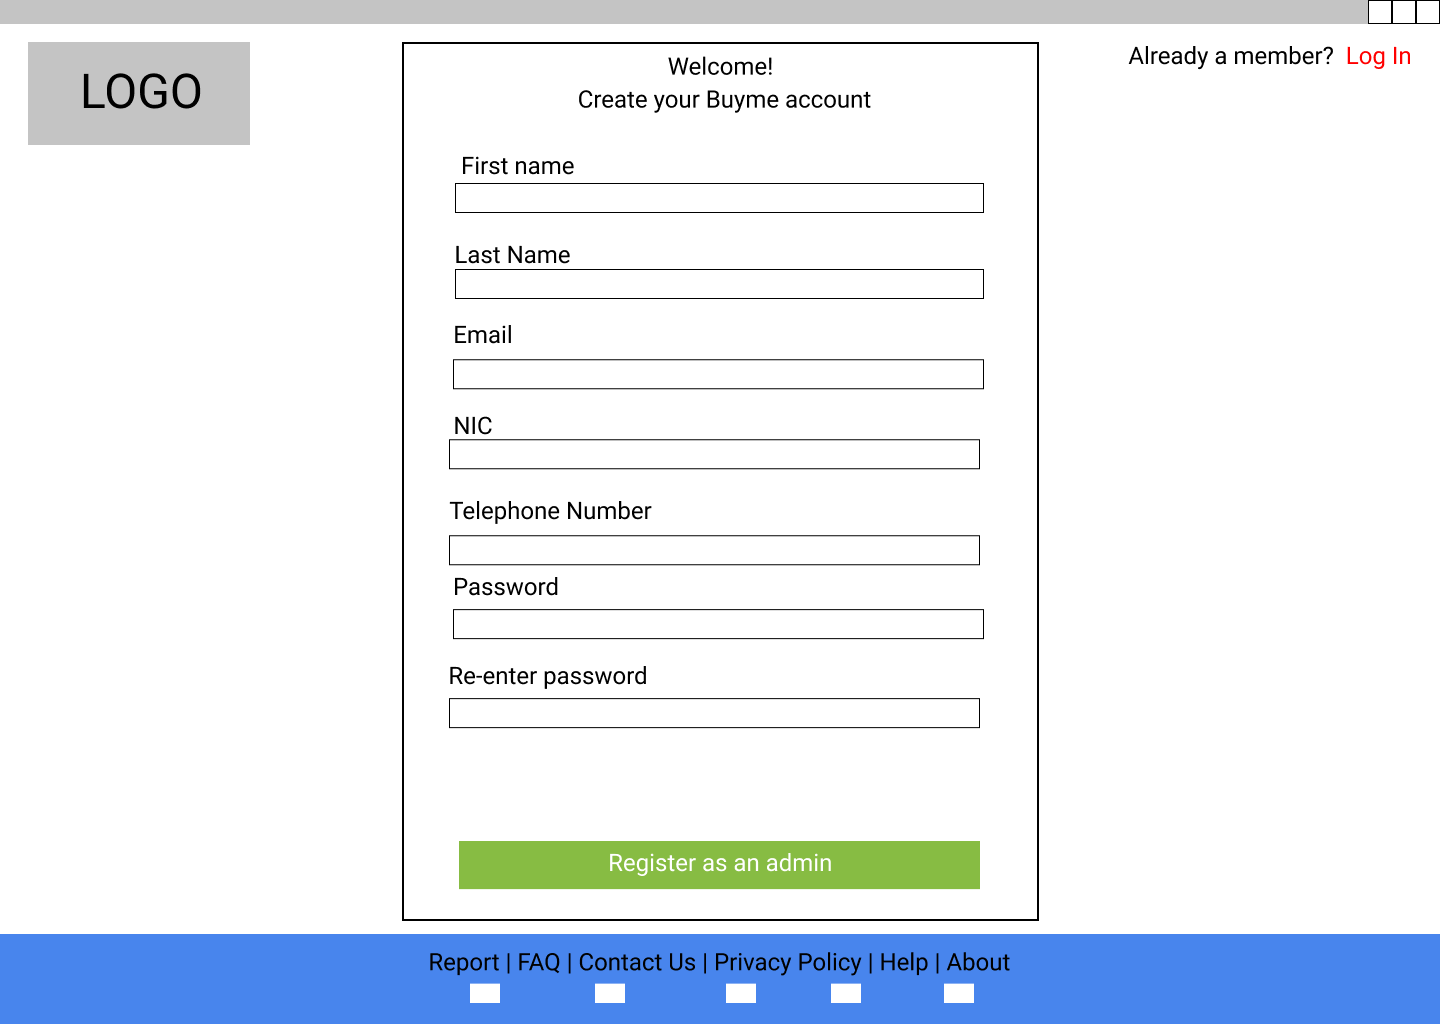 LOGO
Already a member? Log In
Welcome!
Create your Buyme account
First name
Last Name
Email
NIC
Telephone Number
Password
Re-enter password
Register as an admin
Report | FAQ | Contact Us | Privacy Policy | Help | About